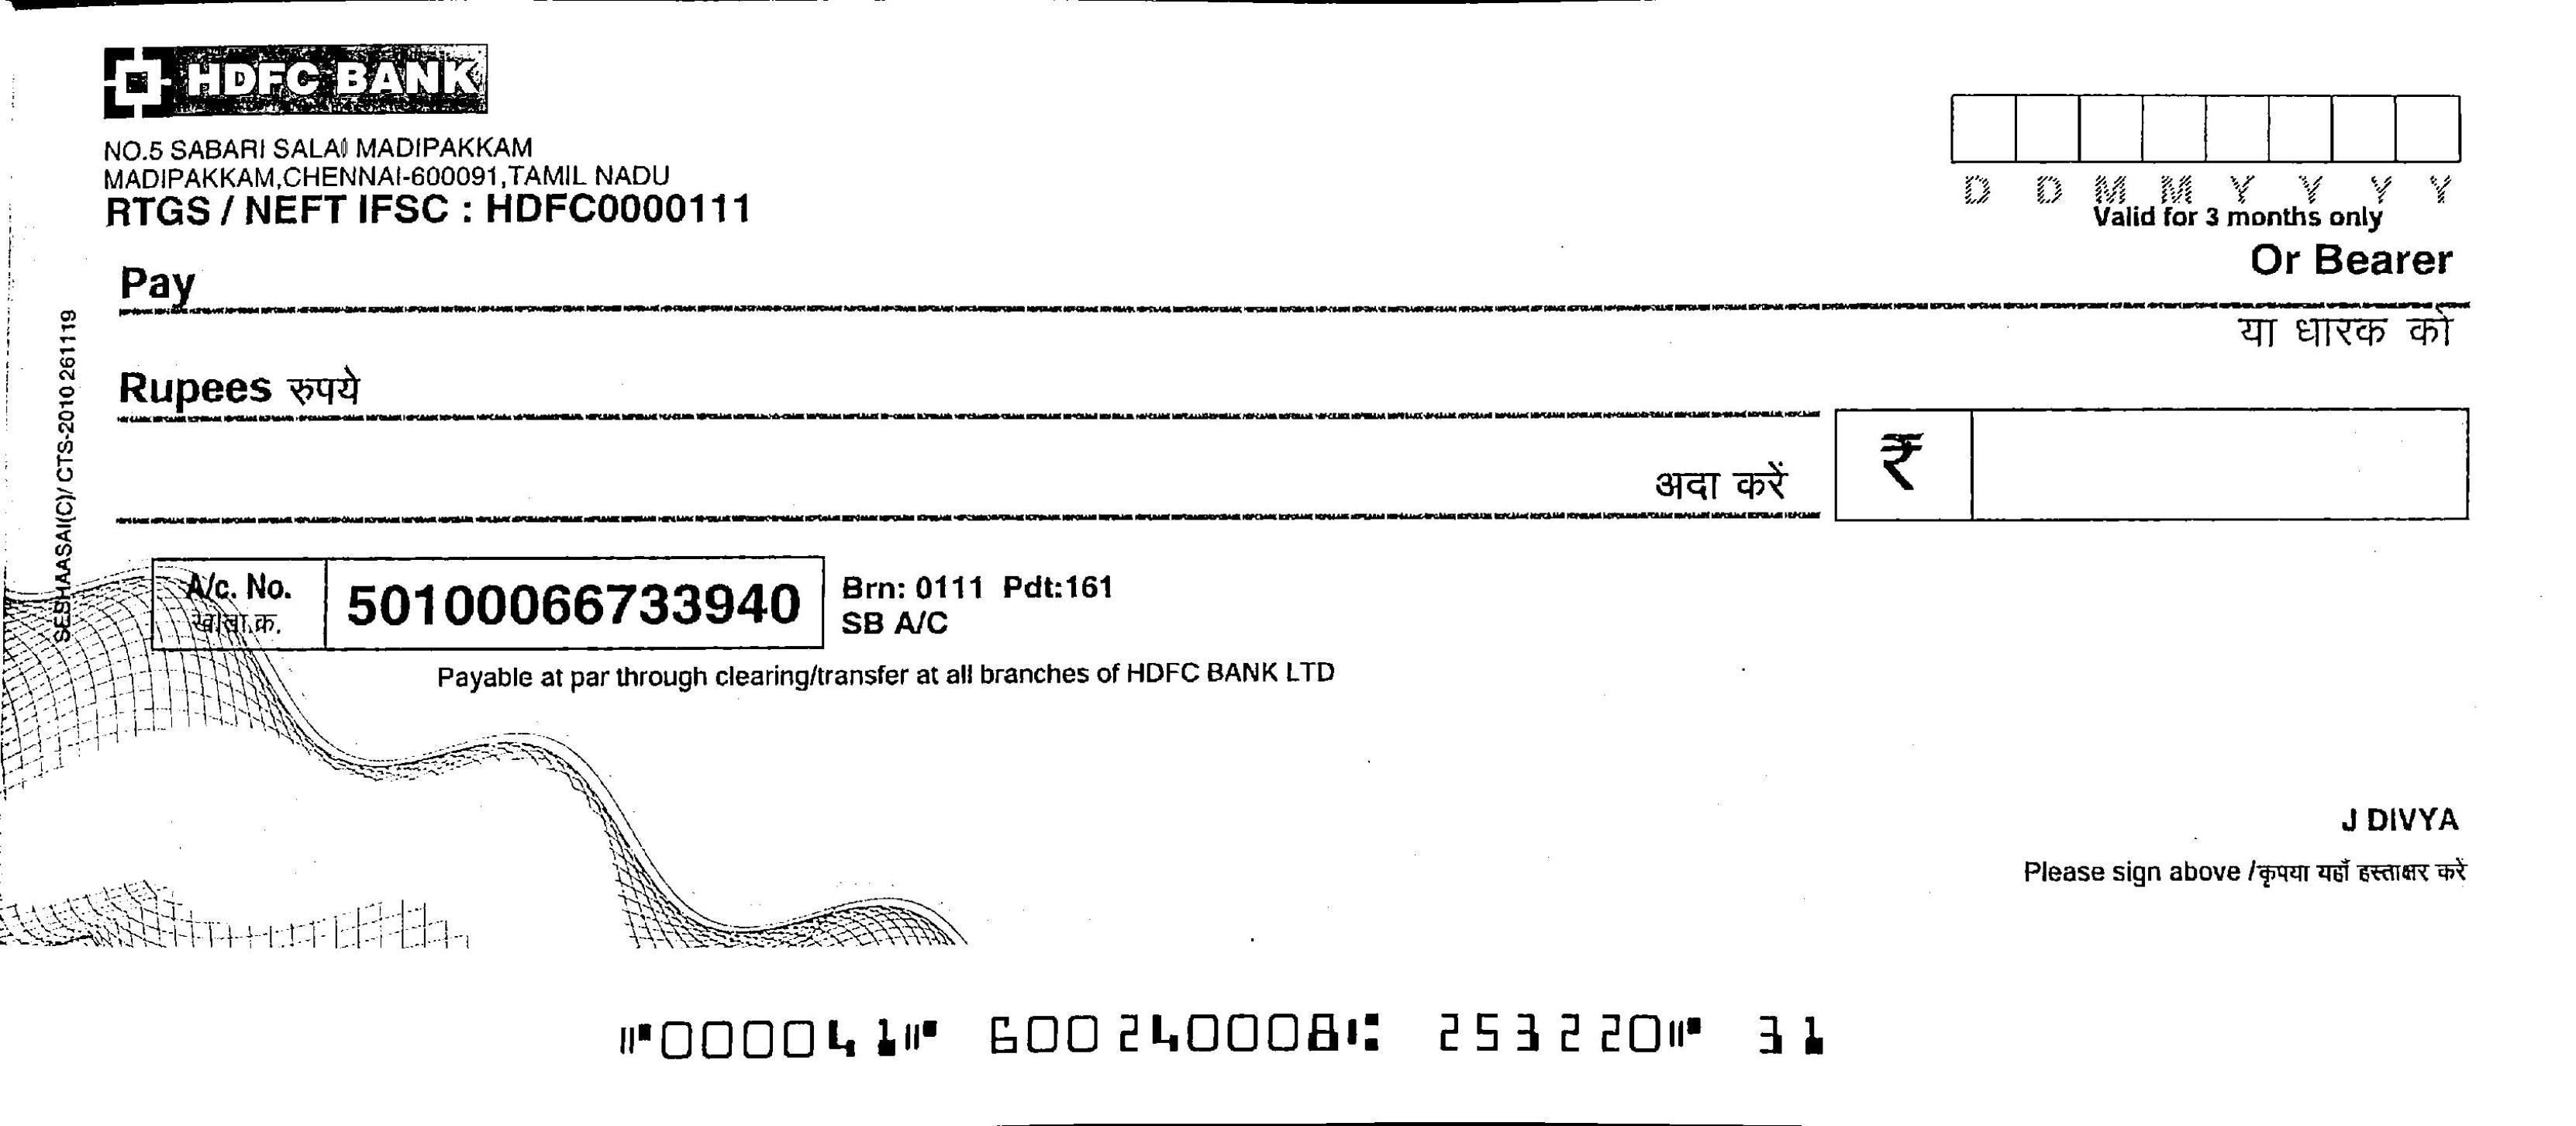 HDFC BANK
NO.5 SABARI SALAI MADIPAKKAM
MADIPAKKAM,CHENNAI-600091,TAMIL NADU
RTGS / NEFT IFSC : HDFC0000111
D D M M Y Y Y Y
Valid for 3 months only
Pay
Or Bearer
या धारक को
Rupees रुपये
अदा करें
₹
A/c. No.
खाता क्र.
50100066733940
Brn: 0111 Pdt:161
SB A/C
Payable at par through clearing/transfer at all branches of HDFC BANK LTD
SESHAASAI(C)/ CTS-2010 261119
J DIVYA
Please sign above /कृपया यहाँ हस्ताक्षर करें
⑈000041⑈ 600240008⑆ 253220⑈ 31